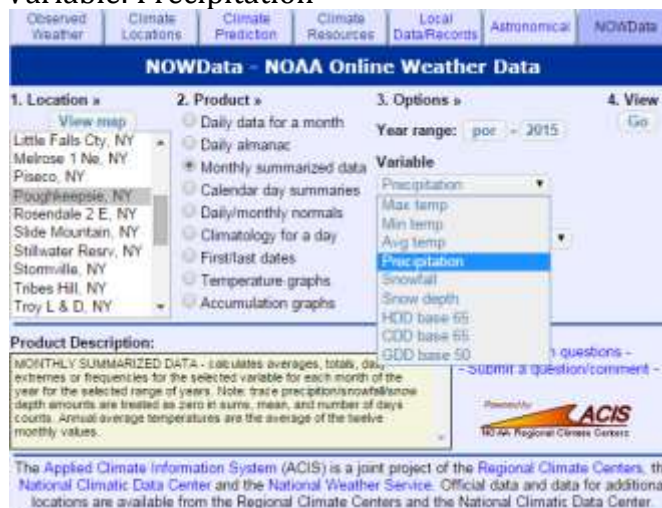 variable: Precipitation
Observed Weather
Climate Locations
Climate Prediction
Climate Resources
Local Data/Records
Astronomical
NOWData
NOWData - NOAA Online Weather Data
1. Location »
View map
Little Falls Cty, NY
Melrose 1 Ne, NY
Piseco, NY
Poughkeepsie, NY
Rosendale 2 E, NY
Slide Mountain, NY
Stillwater Resrv, NY
Stormville, NY
Tribes Hill, NY
Troy L & D, NY
2. Product »
Daily data for a month
Daily almanac
Monthly summarized data
Calendar day summaries
Daily/monthly normals
Climatology for a day
First/last dates
Temperature graphs
Accumulation graphs
3. Options »
Year range: por - 2015
Variable
Precipitation
Max temp
Min temp
Avg temp
Precipitation
Snowfall
Snow depth
HDD base 65
CDD base 65
GDD base 50
4. View
Go
Product Description:
MONTHLY SUMMARIZED DATA - calculates averages, totals, daily
extremes or frequencies for the selected variable for each month of the
year for the selected range of years. Note: trace precipitation/snowfall/snow
depth amounts are treated as zero in sums, mean, and number of days
counts. Annual average temperatures are the average of the twelve
monthly values.
questions -
- Submit a question/comment -
Powered by
ACIS
NOAA Regional Climate Centers
The Applied Climate Information System (ACIS) is a joint project of the Regional Climate Centers, th
National Climatic Data Center and the National Weather Service. Official data and data for additiona
locations are available from the Regional Climate Centers and the National Climatic Data Center.